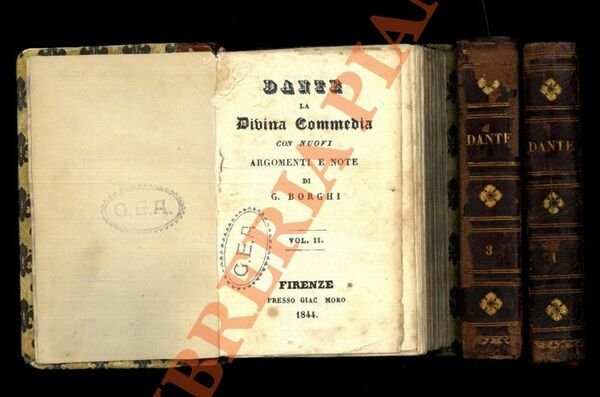 DANTE
LA
Divina Commedia
CON NUOVI
ARGOMENTI E NOTE
DI
G. BORGHI
VOL. II.
FIRENZE
PRESSO GIAC MORO
1844.
G.E.A.
G.E.A.
DANTE
3
DANTE
1
LIBRERIA PIAN